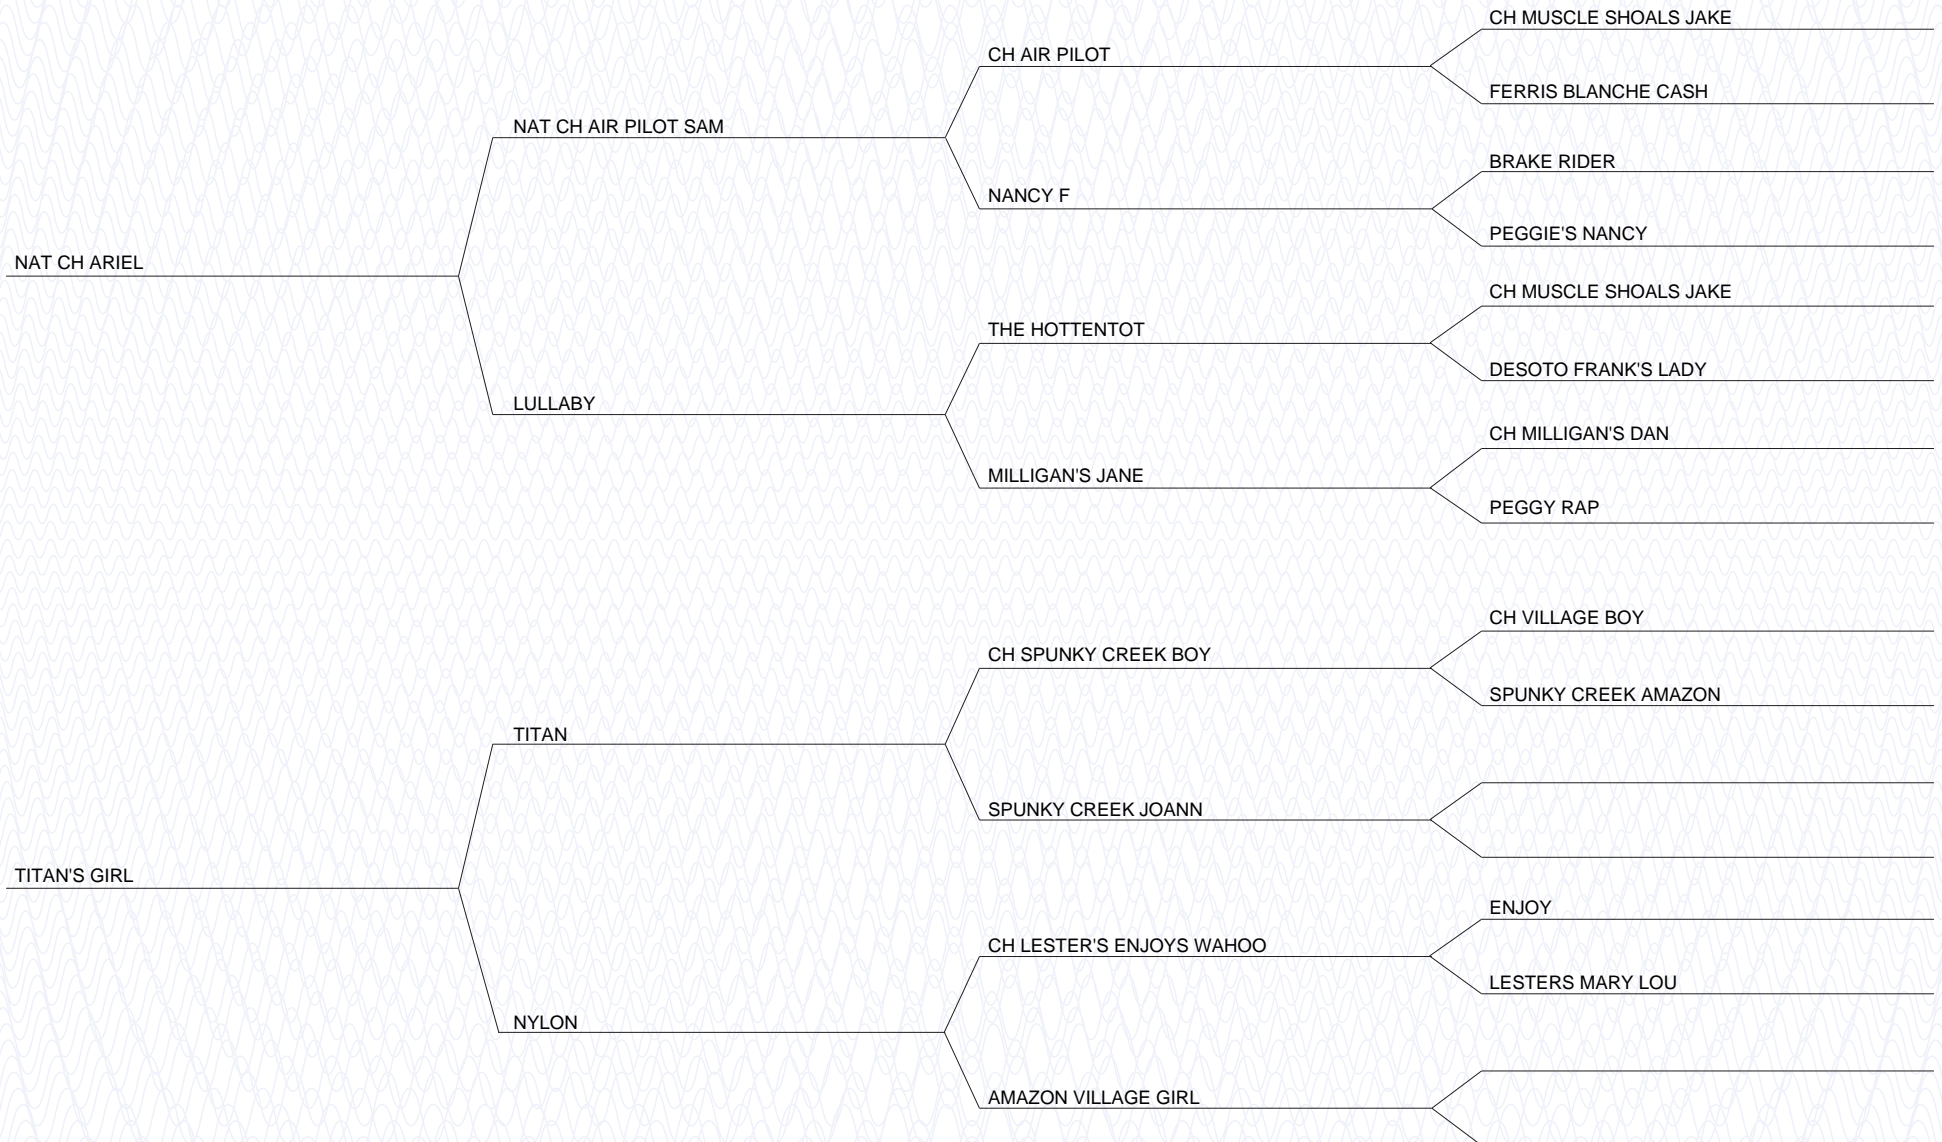 CH MUSCLE SHOALS JAKE
CH AIR PILOT
FERRIS BLANCHE CASH
NAT CH AIR PILOT SAM
BRAKE RIDER
NANCY F
PEGGIE'S NANCY
NAT CH ARIEL
CH MUSCLE SHOALS JAKE
THE HOTTENTOT
DESOTO FRANK'S LADY
LULLABY
CH MILLIGAN'S DAN
MILLIGAN'S JANE
PEGGY RAP
CH VILLAGE BOY
CH SPUNKY CREEK BOY
SPUNKY CREEK AMAZON
TITAN
SPUNKY CREEK JOANN
TITAN'S GIRL
ENJOY
CH LESTER'S ENJOYS WAHOO
LESTERS MARY LOU
NYLON
AMAZON VILLAGE GIRL